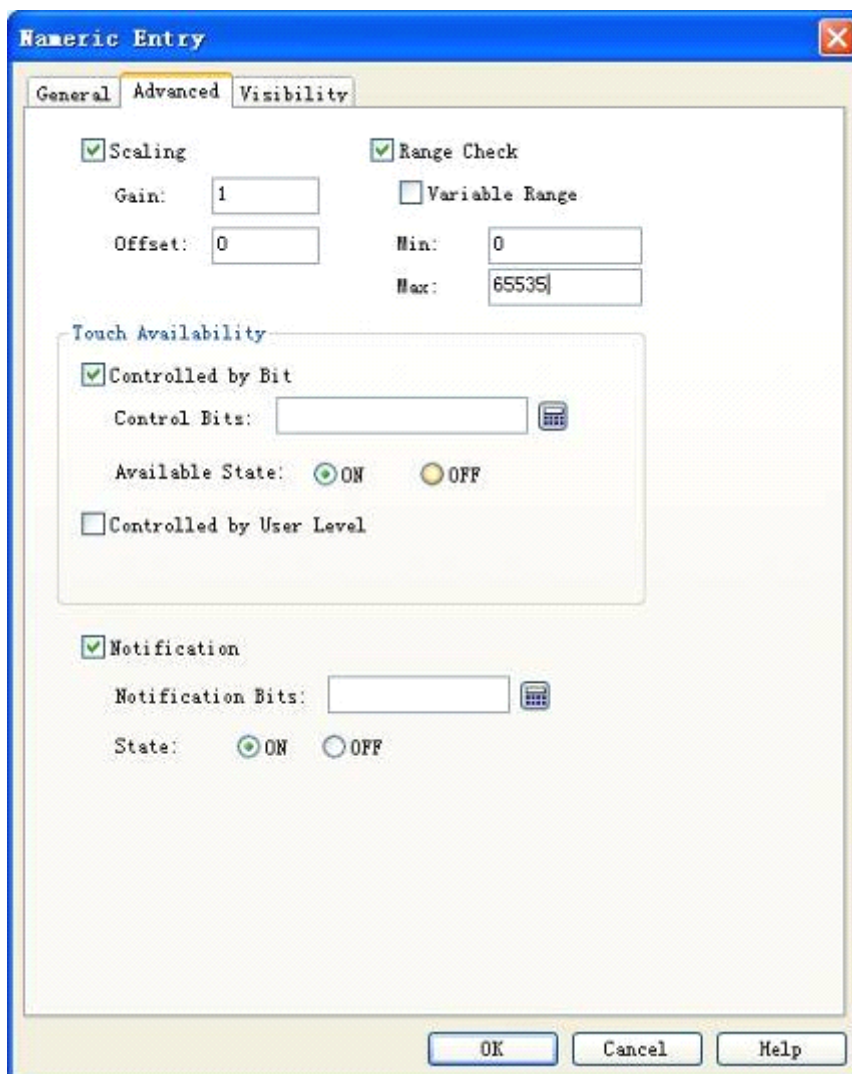 Nameric Entry
General Advanced Visibility
Scaling
Range Check
Gain: 1
Variable Range
Offset: 0
Min: 0
Max: 65535
Touch Availability
Controlled by Bit
Control Bits:
Available State: ON OFF
Controlled by User Level
Notification
Notification Bits:
State: ON OFF
OK Cancel Help